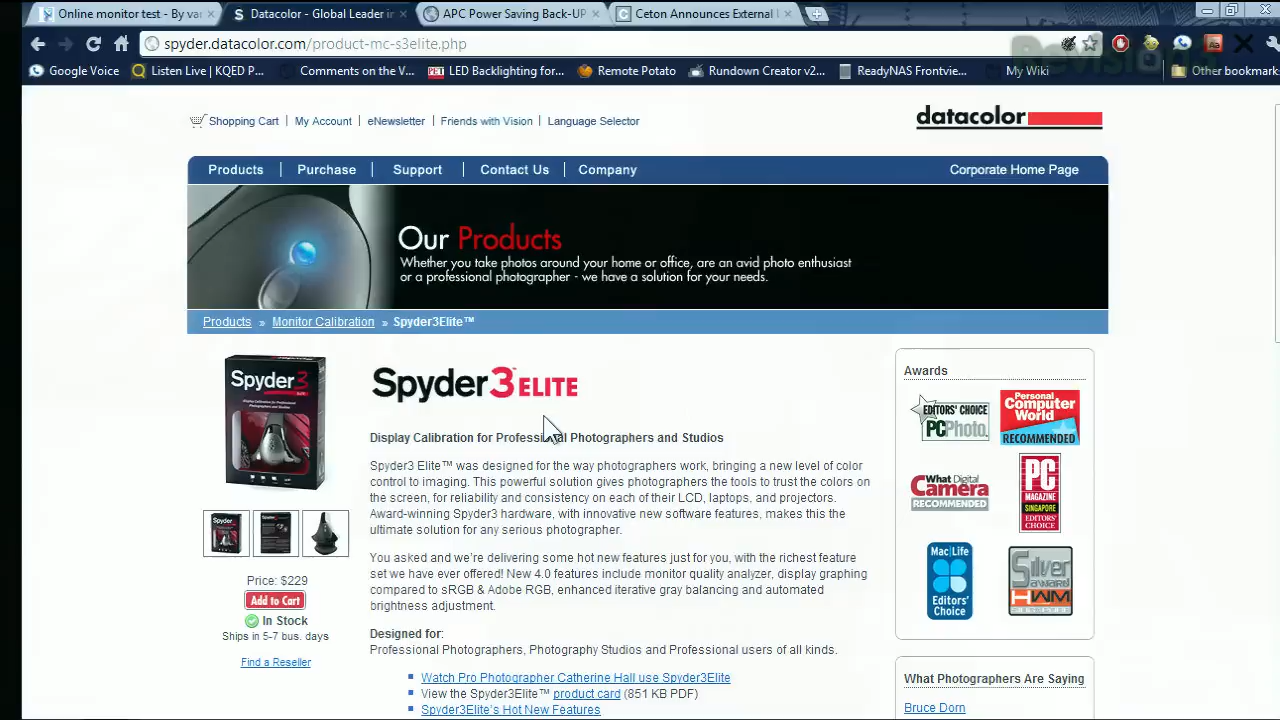 Online monitor test - By var
Datacolor - Global Leader in
APC Power Saving Back-UP
Ceton Announces External
spyder.datacolor.com/product-mc-s3elite.php
Google Voice
Listen Live | KQED P...
Comments on the V...
LED Backlighting for...
Remote Potato
Rundown Creator v2...
ReadyNAS Frontvie...
My Wiki
Other bookmark
Shopping Cart | My Account | eNewsletter | Friends with Vision | Language Selector
datacolor
Products | Purchase | Support | Contact Us | Company
Corporate Home Page
Our Products
Whether you take photos around your home or office, are an avid photo enthusiast
or a professional photographer - we have a solution for your needs.
Products » Monitor Calibration » Spyder3Elite™
Spyder3
ELITE
Spyder3™ELITE
Display Calibration for Professional Photographers and Studios
Spyder3 Elite™ was designed for the way photographers work, bringing a new level of color
control to imaging. This powerful solution gives photographers the tools to trust the colors on
the screen, for reliability and consistency on each of their LCD, laptops, and projectors.
Award-winning Spyder3 hardware, with innovative new software features, makes this the
ultimate solution for any serious photographer.
You asked and we're delivering some hot new features just for you, with the richest feature
set we have ever offered! New 4.0 features include monitor quality analyzer, display graphing
compared to sRGB & Adobe RGB, enhanced iterative gray balancing and automated
brightness adjustment.
Designed for:
Professional Photographers, Photography Studios and Professional users of all kinds.
Watch Pro Photographer Catherine Hall use Spyder3Elite
View the Spyder3Elite™ product card (851 KB PDF)
Spyder3Elite's Hot New Features
Price: $229
Add to Cart
In Stock
Ships in 5-7 bus. days
Find a Reseller
Awards
EDITORS' CHOICE
PCPhoto
Personal
Computer
World
RECOMMENDED
What Digital
Camera
RECOMMENDED
PC
MAGAZINE
SINGAPORE
EDITORS'
CHOICE
Mac|Life
Editors'
Choice
Silver
award
HWM
What Photographers Are Saying
Bruce Dorn